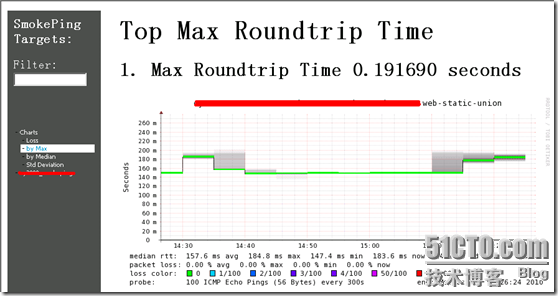 SmokePing
Targets:
Filter:
Charts
Loss
by Max
by Median
Std Deviation
Top Max Roundtrip Time
1. Max Roundtrip Time 0.191690 seconds
web-static-union
Seconds
260 m
240 m
220 m
200 m
180 m
160 m
140 m
120 m
100 m
80 m
60 m
40 m
20 m
0
14:30
14:40
14:50
15:00
median rtt: 157.6 ms avg 184.8 ms max 147.4 ms min 183.6 ms now
packet loss: 0.00 % avg 0.00 % max 0.00 % min 0.00 % now
loss color: 0 1/100 2/100 3/100 4/100 50/100
probe: 100 ICMP Echo Pings (56 Bytes) every 300s
24 2010
51CTO.com
技术博客 Blog